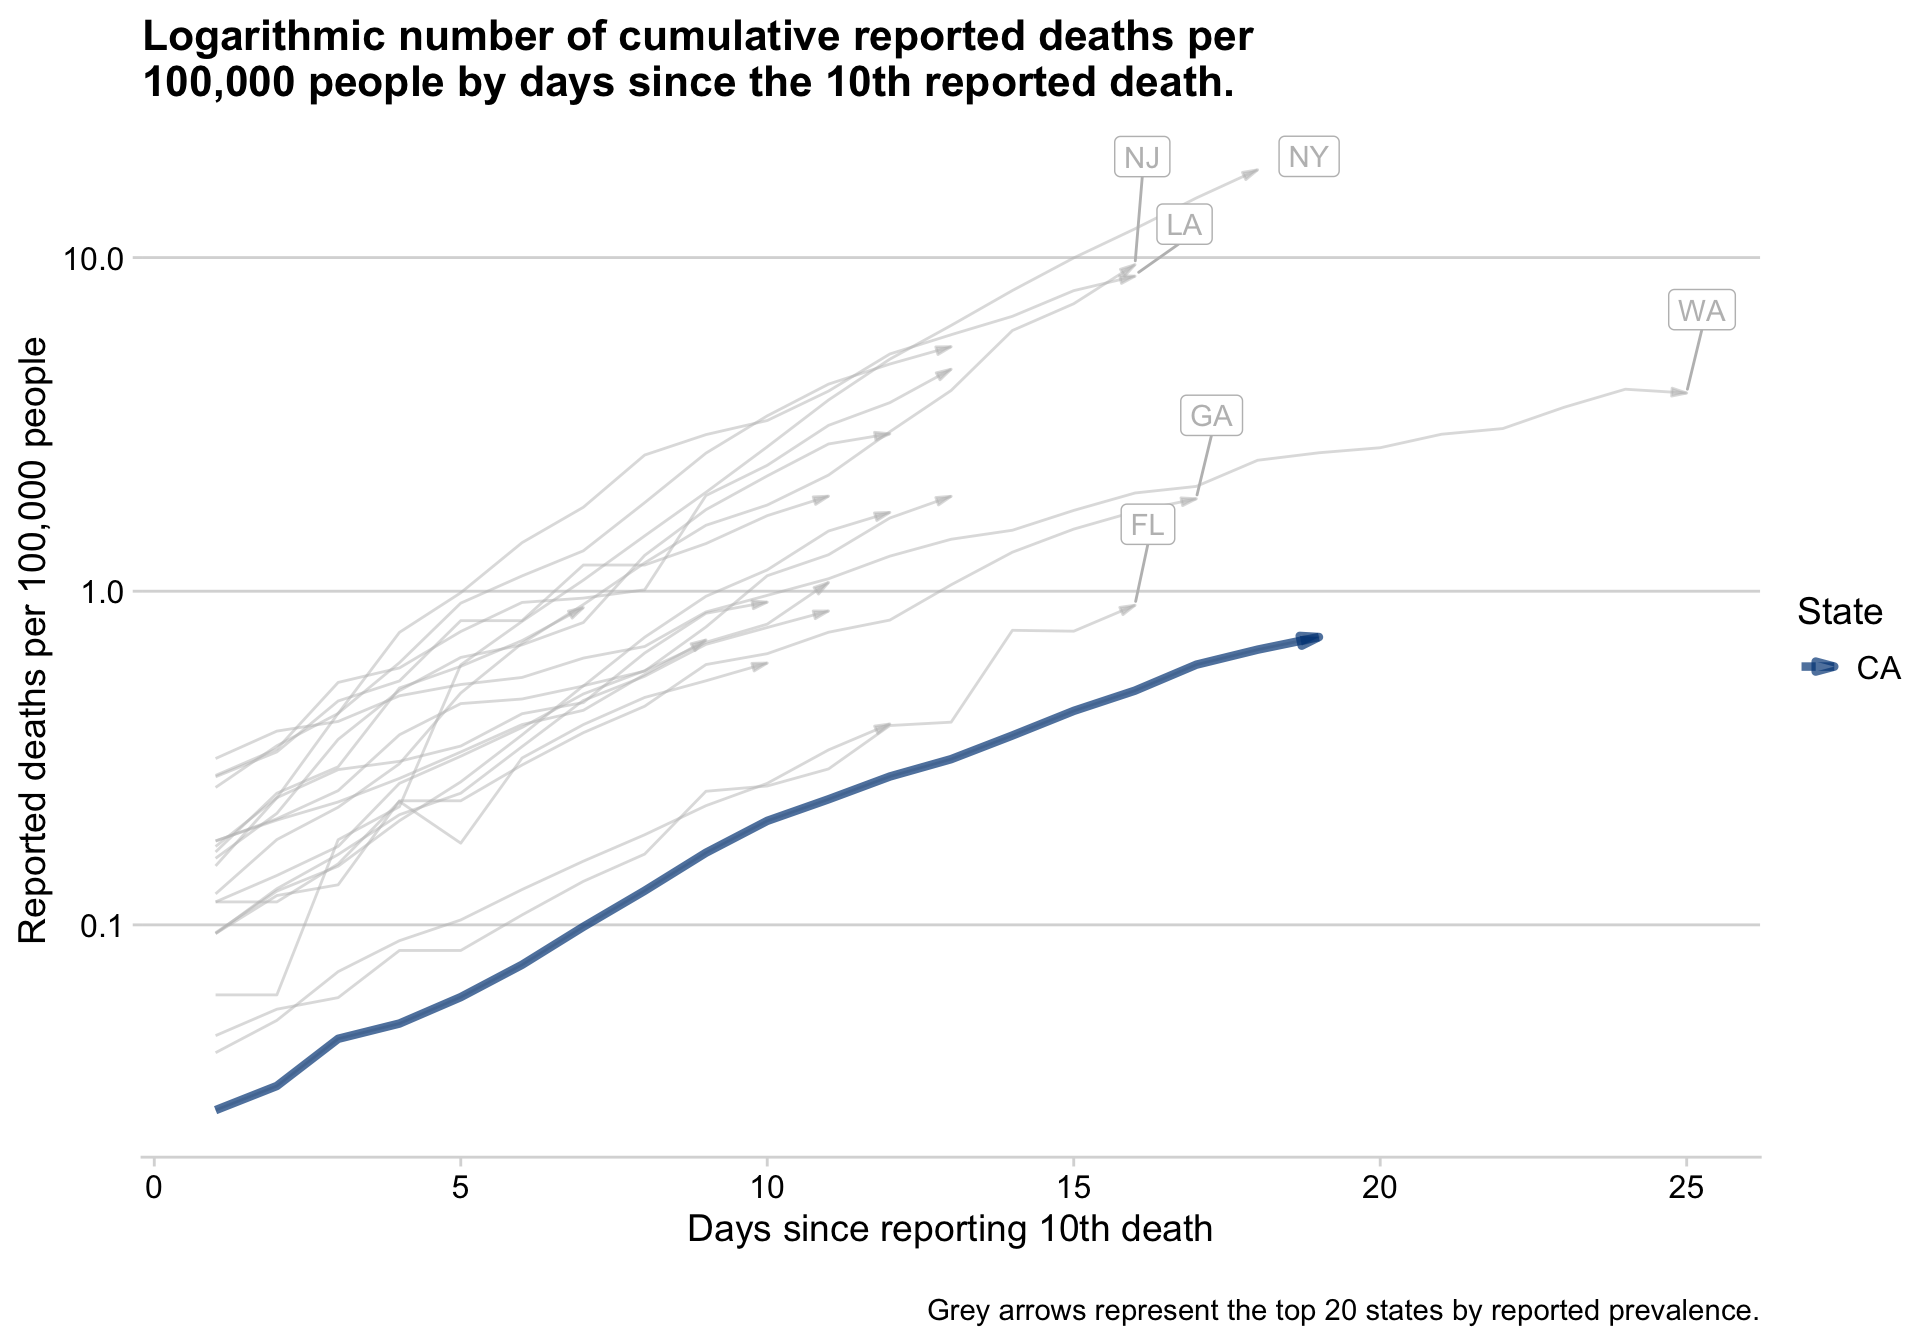 Logarithmic number of cumulative reported deaths per
100,000 people by days since the 10th reported death.
NJ
NY
LA
10.0
WA
GA
FL
1.0
0.1
Reported deaths per 100,000 people
State
CA
0
5
10
15
20
25
Days since reporting 10th death
Grey arrows represent the top 20 states by reported prevalence.